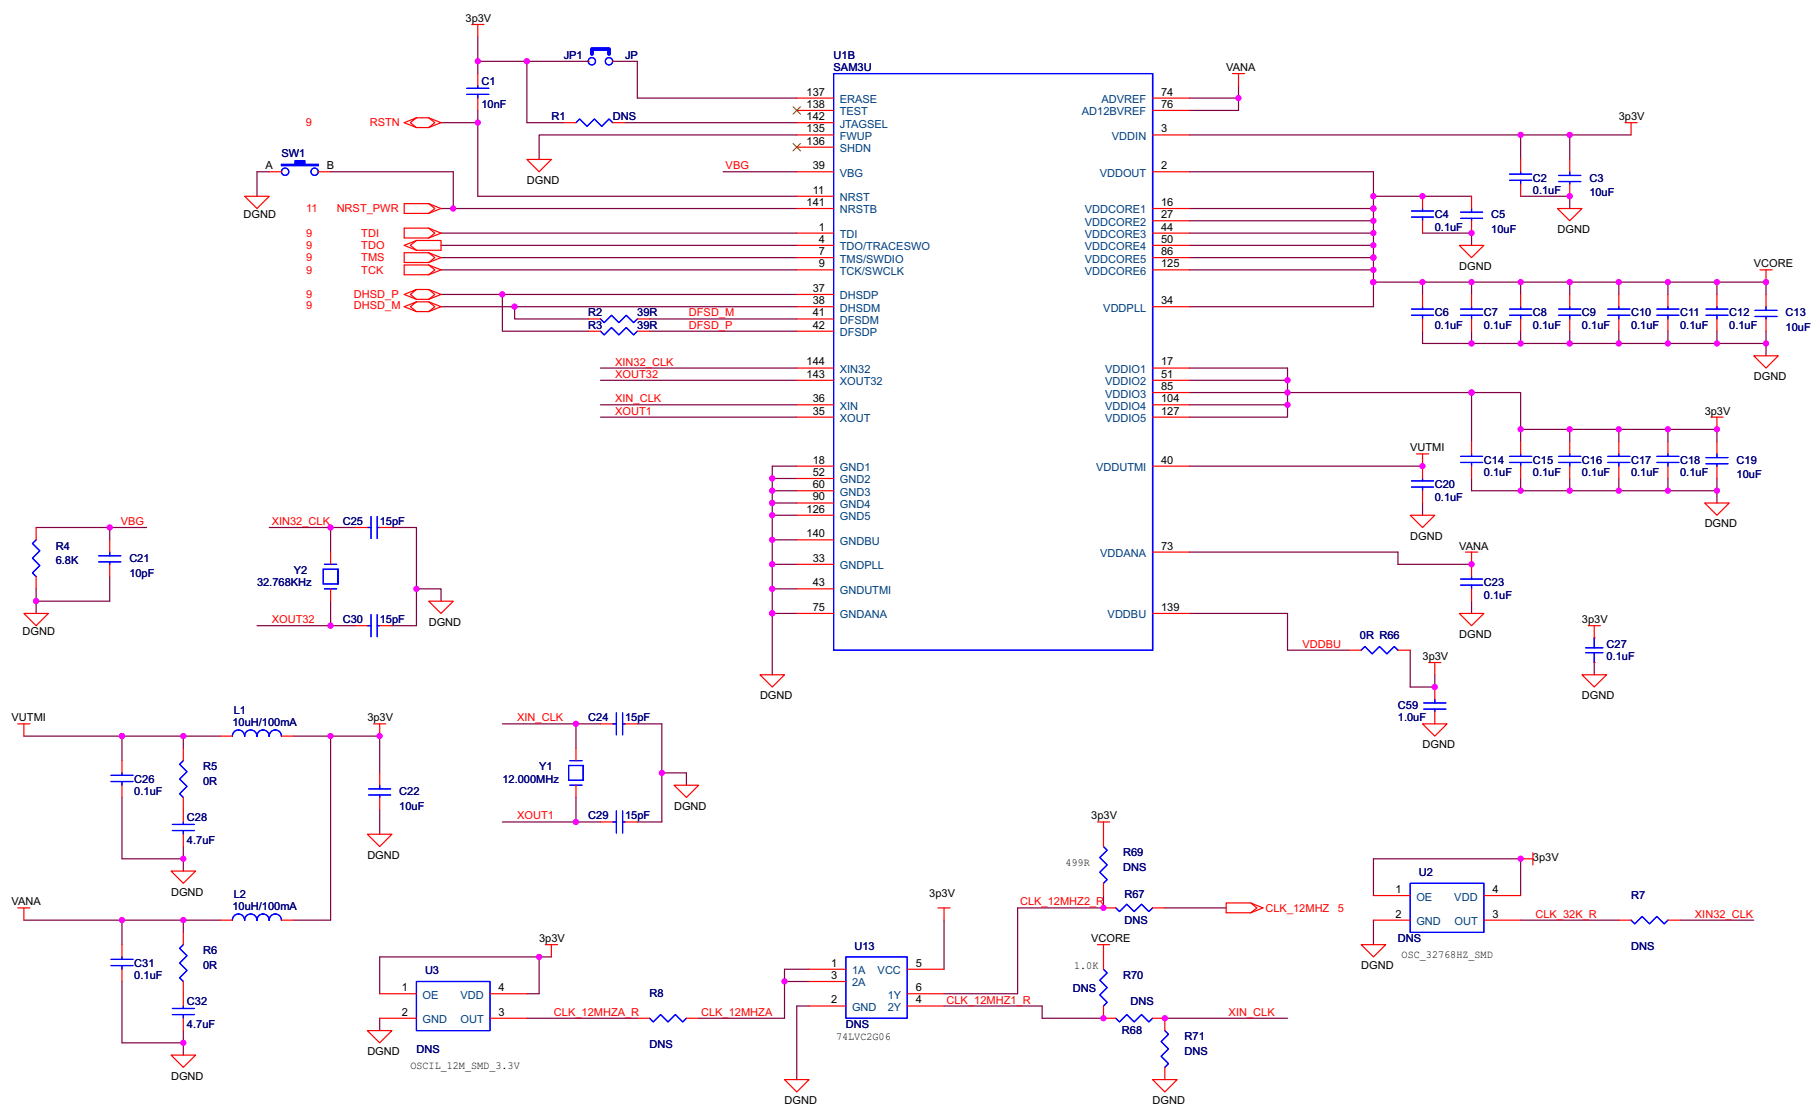 3p3V
JP1 JP
C1
10nF
R1 DNS
9 RSTN
SW1
A B
DGND
DGND
VBG
11 NRST_PWR
9 TDI
9 TDO
9 TMS
9 TCK
9 DHSD_P
9 DHSD_M
R2 39R DFSD_M
R3 39R DFSD_P
XIN32_CLK
XOUT32
XIN_CLK
XOUT1
U1B
SAM3U
137 ERASE
138 TEST
142 JTAGSEL
135 FWUP
136 SHDN
39 VBG
11 NRST
141 NRSTB
1 TDI
4 TDO/TRACESWO
7 TMS/SWDIO
9 TCK/SWCLK
37 DHSDP
38 DHSDM
41 DFSDM
42 DFSDP
144 XIN32
143 XOUT32
36 XIN
35 XOUT
18 GND1
52 GND2
60 GND3
90 GND4
126 GND5
140 GNDBU
33 GNDPLL
43 GNDUTMI
75 GNDANA
DGND
ADVREF 74
AD12BVREF 76
VDDIN 3
VDDOUT 2
VDDCORE1 16
VDDCORE2 27
VDDCORE3 44
VDDCORE4 50
VDDCORE5 86
VDDCORE6 125
VDDPLL 34
VDDIO1 17
VDDIO2 51
VDDIO3 85
VDDIO4 104
VDDIO5 127
VDDUTMI 40
VDDANA 73
VDDBU 139
VANA
3p3V
C2
0.1uF
C3
10uF
DGND
C4
0.1uF
C5
10uF
DGND
VCORE
C6
0.1uF
C7
0.1uF
C8
0.1uF
C9
0.1uF
C10
0.1uF
C11
0.1uF
C12
0.1uF
C13
10uF
DGND
3p3V
C14
0.1uF
C15
0.1uF
C16
0.1uF
C17
0.1uF
C18
0.1uF
C19
10uF
DGND
VUTMI
C20
0.1uF
DGND
VANA
C23
0.1uF
DGND
VDDBU
0R R66
3p3V
C59
1.0uF
DGND
3p3V
C27
0.1uF
DGND
VBG
R4
6.8K
C21
10pF
DGND
XIN32_CLK
C25 15pF
Y2
32.768KHz
XOUT32
C30 15pF
DGND
VUTMI
L1
10uH/100mA
3p3V
R5
0R
C26
0.1uF
C28
4.7uF
C22
10uF
DGND
DGND
VANA
L2
10uH/100mA
R6
0R
C31
0.1uF
C32
4.7uF
DGND
XIN_CLK
C24 15pF
Y1
12.000MHz
XOUT1
C29 15pF
DGND
3p3V
U3
1 OE VDD 4
2 GND OUT 3
DGND
DNS
OSCIL_12M_SMD_3.3V
CLK_12MHZA_R
R8
DNS
CLK_12MHZA
3p3V
U13
1 1A VCC 5
3 2A
1Y 6
2 GND 2Y 4
DNS
74LVC2G06
DGND
3p3V
499R
R69
DNS
CLK_12MHZ2_R
R67
DNS
CLK_12MHZ 5
VCORE
1.0K
R70
DNS
CLK_12MHZ1_R
DNS
R68
XIN_CLK
R71
DNS
DGND
3p3V
U2
1 OE VDD 4
2 GND OUT 3
DNS
DGND
OSC_32768HZ_SMD
CLK_32K_R
R7
DNS
XIN32_CLK